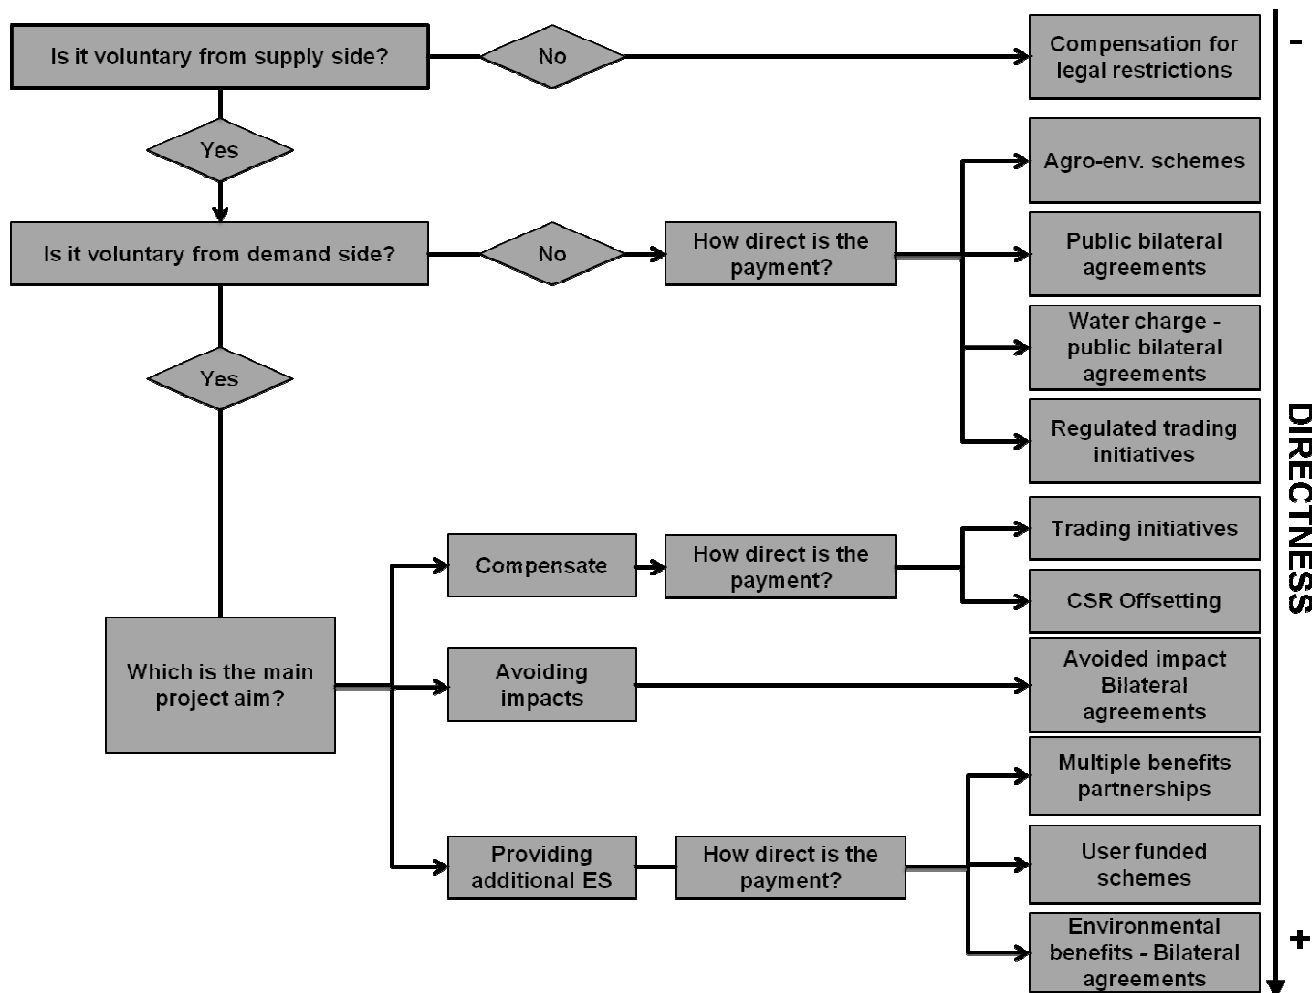 Is it voluntary from supply side?
No
Compensation for
legal restrictions
-
Yes
Agro-env. schemes
Is it voluntary from demand side?
No
How direct is the
payment?
Public bilateral
agreements
Water charge -
public bilateral
agreements
Yes
Regulated trading
initiatives
DIRECTNESS
Compensate
How direct is the
payment?
Trading initiatives
CSR Offsetting
Which is the main
project aim?
Avoiding
impacts
Avoided impact
Bilateral
agreements
Multiple benefits
partnerships
Providing
additional ES
How direct is the
payment?
User funded
schemes
Environmental
benefits - Bilateral
agreements
+